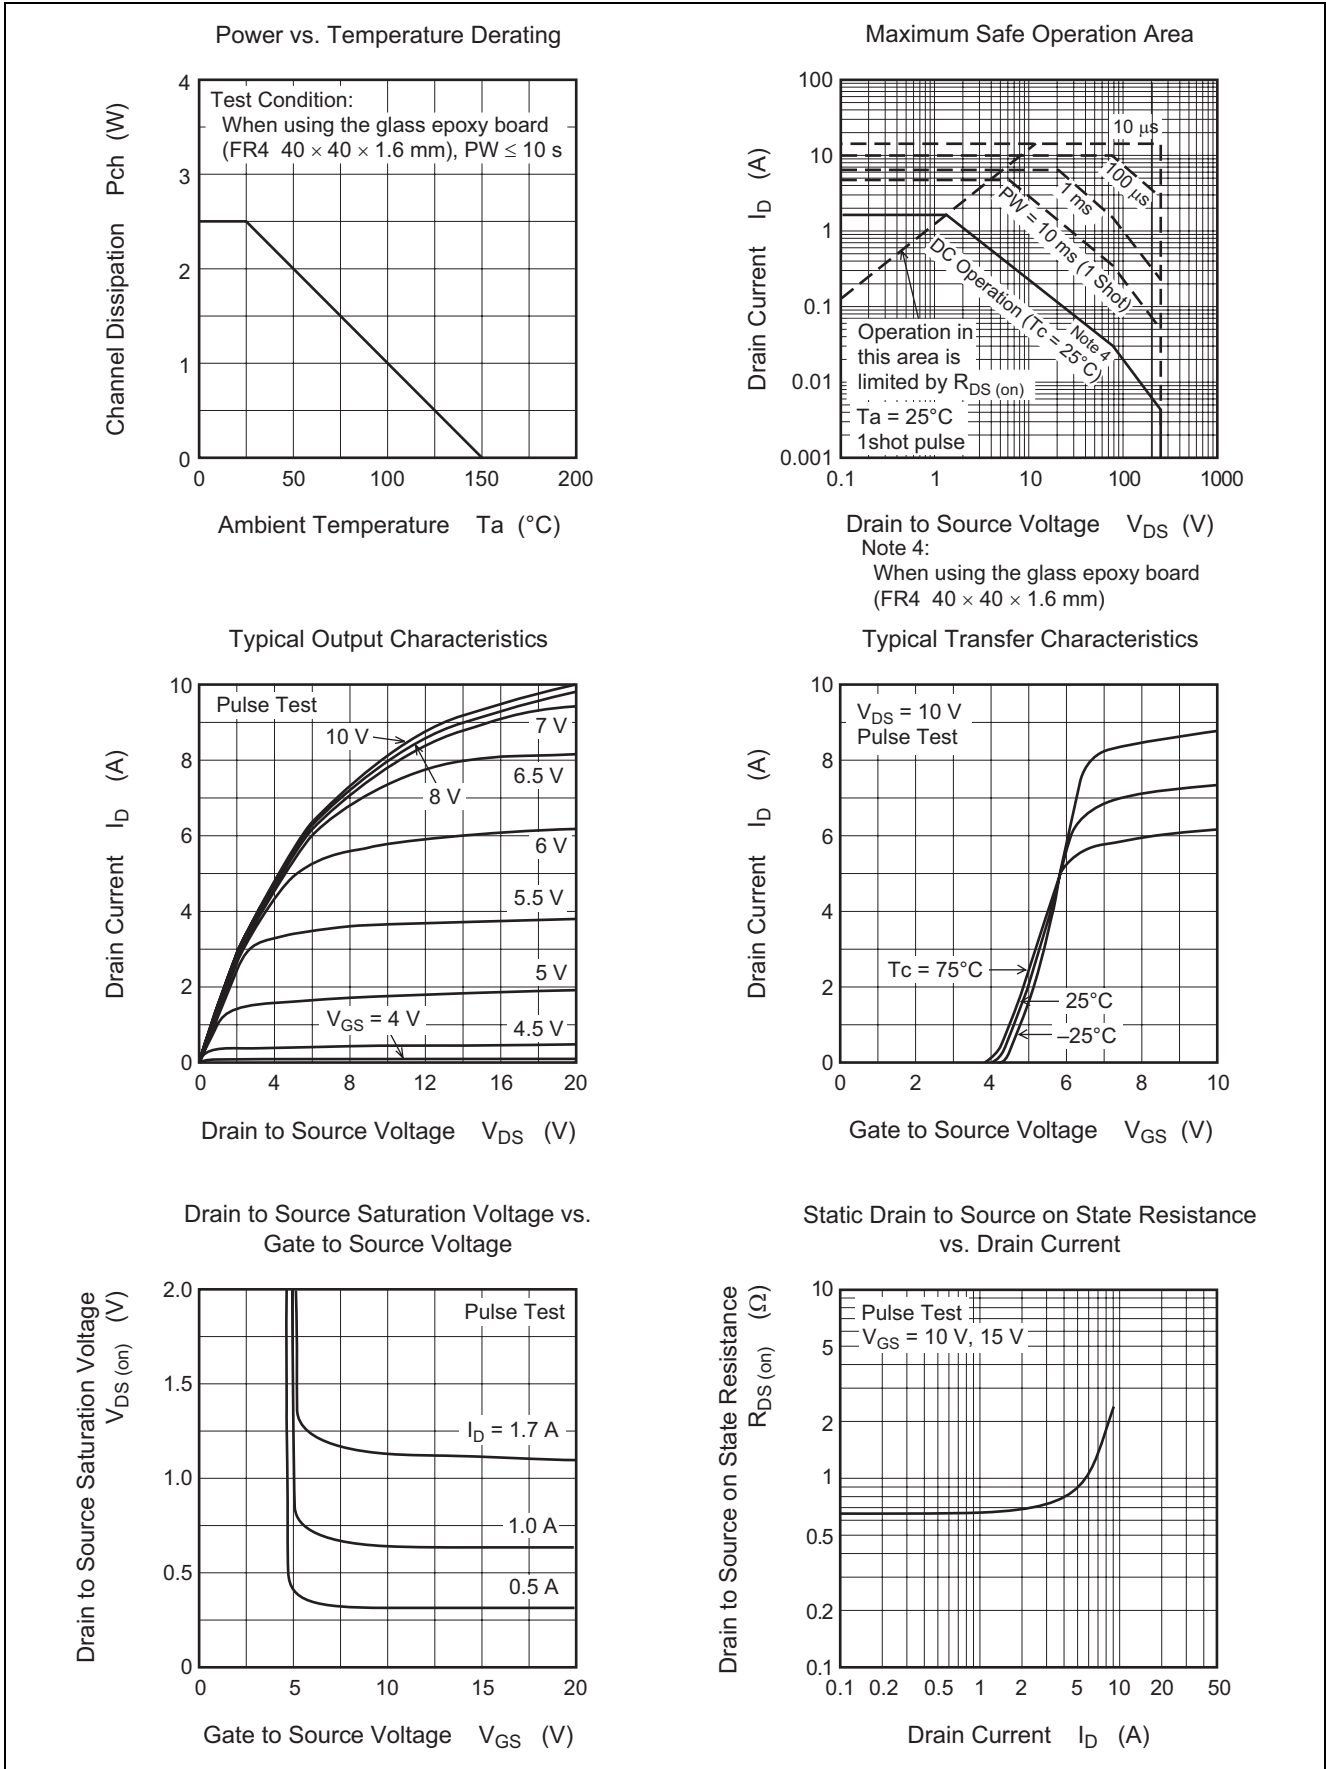 Power vs. Temperature Derating
4
3
2
1
0
Channel Dissipation Pch (W)
Test Condition:
When using the glass epoxy board
(FR4 40 × 40 × 1.6 mm), PW ≤ 10 s
0 50 100 150 200
Ambient Temperature Ta (°C)
Maximum Safe Operation Area
100
10
1
0.1
0.01
0.001
Drain Current ID (A)
10 μs
100 μs
1 ms
PW = 10 ms (1 Shot)
DC Operation (Tc = 25°C)
Note 4
Operation in
this area is
limited by RDS (on)
Ta = 25°C
1shot pulse
0.1 1 10 100 1000
Drain to Source Voltage VDS (V)
Note 4:
When using the glass epoxy board
(FR4 40 × 40 × 1.6 mm)
Typical Output Characteristics
10
8
6
4
2
0
Drain Current ID (A)
Pulse Test
10 V
7 V
6.5 V
8 V
6 V
5.5 V
5 V
VGS = 4 V
4.5 V
0 4 8 12 16 20
Drain to Source Voltage VDS (V)
Typical Transfer Characteristics
10
8
6
4
2
0
Drain Current ID (A)
VDS = 10 V
Pulse Test
Tc = 75°C
25°C
–25°C
0 2 4 6 8 10
Gate to Source Voltage VGS (V)
Drain to Source Saturation Voltage vs.
Gate to Source Voltage
2.0
1.5
1.0
0.5
0
Drain to Source Saturation Voltage
VDS (on) (V)
Pulse Test
ID = 1.7 A
1.0 A
0.5 A
0 5 10 15 20
Gate to Source Voltage VGS (V)
Static Drain to Source on State Resistance
vs. Drain Current
10
5
2
1
0.5
0.2
0.1
Drain to Source on State Resistance
RDS (on) (Ω)
Pulse Test
VGS = 10 V, 15 V
0.1 0.2 0.5 1 2 5 10 20 50
Drain Current ID (A)